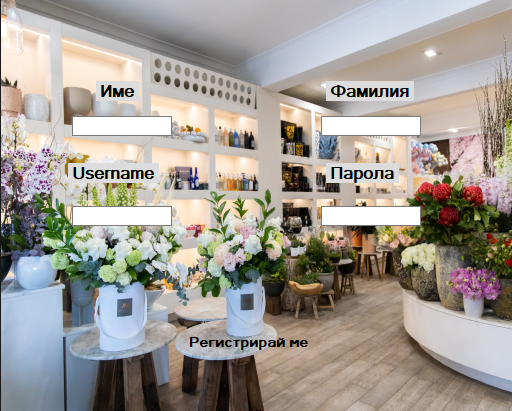 Име
Фамилия
Username
Парола
Регистрирай ме